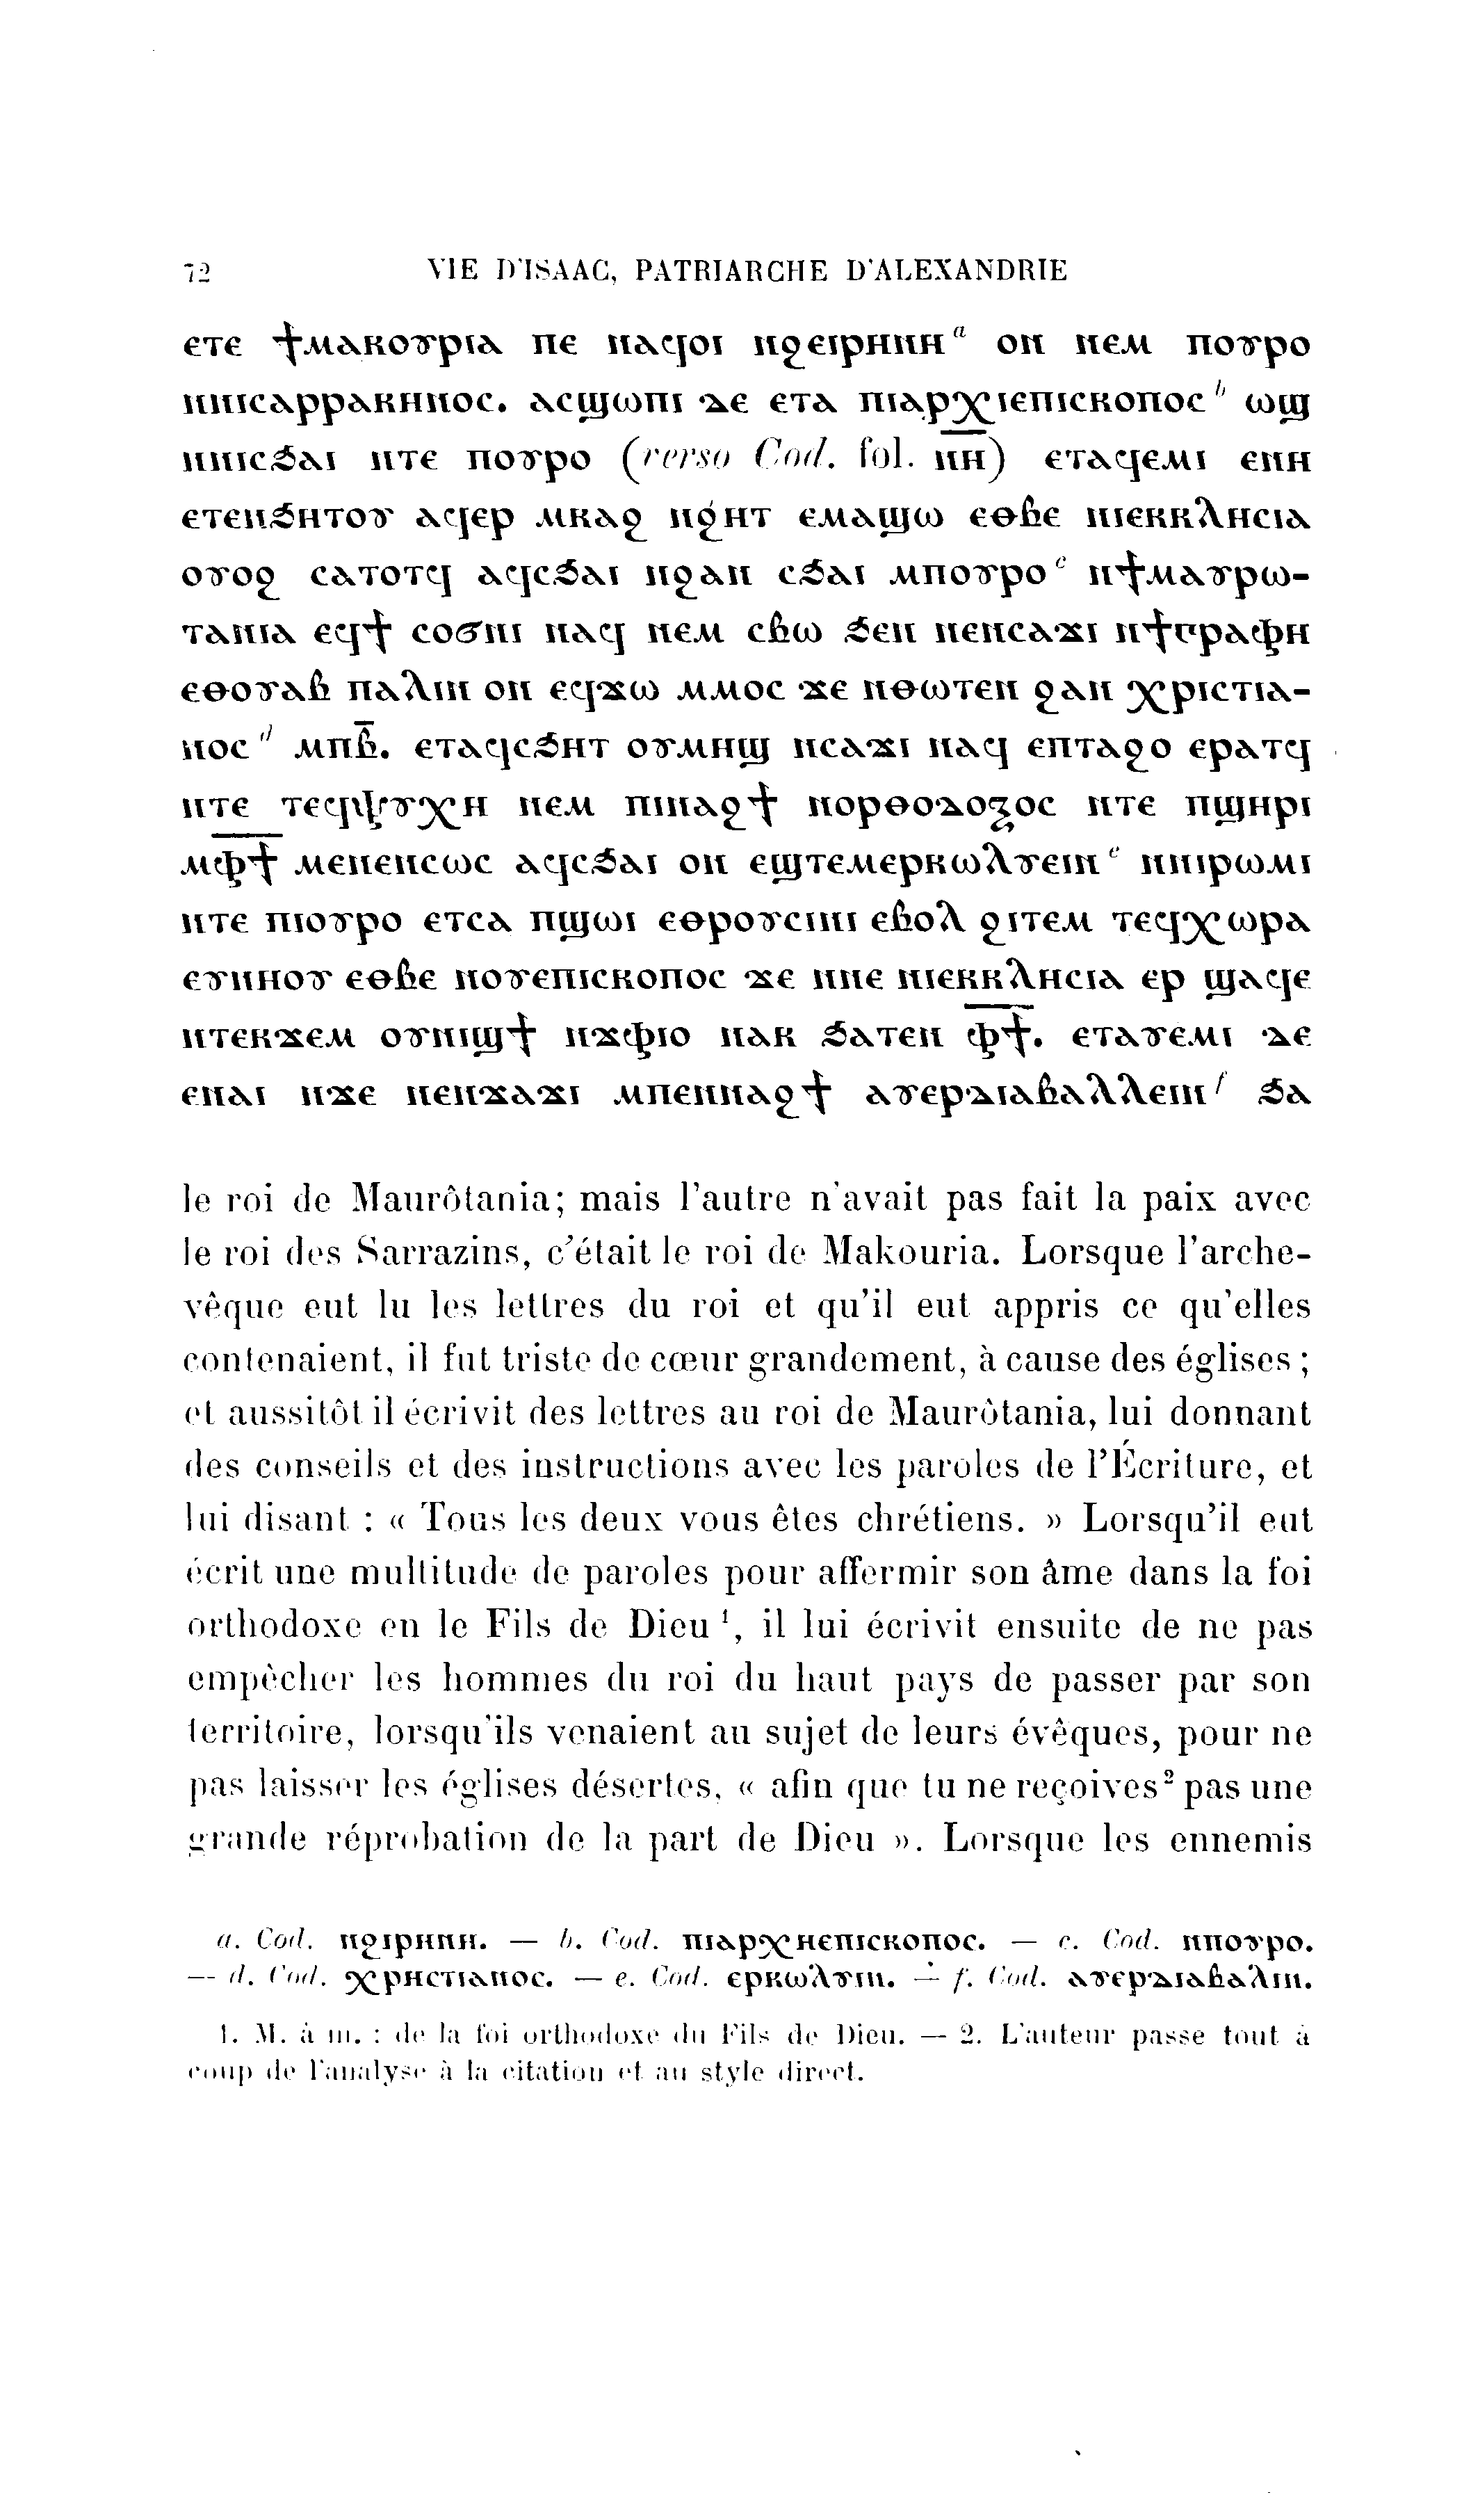 72 VIE D'ISAAC, PATRIARCHE D'ALEXANDRIE
ⲉⲧⲉ ϯⲙⲁⲕⲟⲩⲣⲓⲁ ⲡⲉ ⲛⲁϥⲟⲓ ⲛϩⲉⲓⲣⲏⲛⲏ a ⲟⲛ ⲛⲉⲙ ⲡⲟⲩⲣⲟ
ⲛⲛⲓⲥⲁⲣⲣⲁⲕⲏⲛⲟⲥ. ⲁⲥϣⲱⲡⲓ ⲇⲉ ⲉⲧⲁ ⲡⲓⲁⲣⲭⲓⲉⲡⲓⲥⲕⲟⲡⲟⲥ b ⲱϣ
ⲛⲛⲓⲥϧⲁⲓ ⲛⲧⲉ ⲡⲟⲩⲣⲟ (verso Cod. fol. ⲛⲏ̅) ⲉⲧⲁϥⲉⲙⲓ ⲉⲛⲏ
ⲉⲧⲉⲛϧⲏⲧⲟⲩ ⲁϥⲉⲣ ⲙⲕⲁϩ ⲛϩⲏⲧ ⲉⲙⲁϣⲱ ⲉⲑⲃⲉ ⲛⲓⲉⲕⲕⲗⲏⲥⲓⲁ
ⲟⲩⲟϩ ⲥⲁⲧⲟⲧϥ ⲁϥⲥϧⲁⲓ ⲛϩⲁⲛ ⲥϧⲁⲓ ⲙⲡⲟⲩⲣⲟ c ⲛϯⲙⲁⲩⲣⲱ-
ⲧⲁⲛⲓⲁ ⲉϥϯ ⲥⲟϭⲛⲓ ⲛⲁϥ ⲛⲉⲙ ⲥⲃⲱ ϧⲉⲛ ⲛⲉⲛⲥⲁϫⲓ ⲛϯⲅⲣⲁⲫⲏ
ⲉⲑⲟⲩⲁⲃ ⲡⲁⲗⲓⲛ ⲟⲛ ⲉϥϫⲱ ⲙⲙⲟⲥ ϫⲉ ⲛⲑⲱⲧⲉⲛ ϩⲁⲛ ⲭⲣⲓⲥⲧⲓⲁ-
ⲛⲟⲥ d ⲙⲡⲃ̅. ⲉⲧⲁϥⲥϧⲏⲧ ⲟⲩⲙⲏϣ ⲛⲥⲁϫⲓ ⲛⲁϥ ⲉⲡⲧⲁϩⲟ ⲉⲣⲁⲧϥ
ⲛⲧⲉ ⲧⲉϥⲯⲩⲭⲏ ⲛⲉⲙ ⲡⲓⲛⲁϩϯ ⲛⲟⲣⲑⲟⲇⲟⲝⲟⲥ ⲛⲧⲉ ⲡϣⲏⲣⲓ
ⲙⲫ̅ϯ̅ ⲙⲉⲛⲉⲛⲥⲱⲥ ⲁϥⲥϧⲁⲓ ⲟⲛ ⲉϣⲧⲉⲙⲉⲣⲕⲱⲗⲩⲉⲓⲛ e ⲛⲛⲓⲣⲱⲙⲓ
ⲛⲧⲉ ⲡⲓⲟⲩⲣⲟ ⲉⲧⲥⲁ ⲡϣⲱⲓ ⲉⲑⲣⲟⲩⲥⲓⲛⲓ ⲉⲃⲟⲗ ϩⲓⲧⲉⲙ ⲧⲉϥⲭⲱⲣⲁ
ⲉⲩⲛⲏⲟⲩ ⲉⲑⲃⲉ ⲛⲟⲩⲉⲡⲓⲥⲕⲟⲡⲟⲥ ϫⲉ ⲛⲛⲉ ⲛⲓⲉⲕⲕⲗⲏⲥⲓⲁ ⲉⲣ ϣⲁϥⲉ
ⲛⲧⲉⲕϫⲉⲙ ⲟⲩⲛⲓϣϯ ⲛϫⲫⲓⲟ ⲛⲁⲕ ϧⲁⲧⲉⲛ ⲫ̅ϯ̅. ⲉⲧⲁⲩⲉⲙⲓ ⲇⲉ
ⲉⲛⲁⲓ ⲛϫⲉ ⲛⲉⲛϫⲁϫⲓ ⲙⲡⲉⲛⲛⲁϩϯ ⲁⲩⲉⲣⲇⲓⲁⲃⲁⲗⲗⲉⲓⲛ f ϧⲁ
le roi de Maurôtania; mais l'autre n'avait pas fait la paix avec
le roi des Sarrazins, c'était le roi de Makouria. Lorsque l'arche-
vêque eut lu les lettres du roi et qu'il eut appris ce qu'elles
contenaient, il fut triste de cœur grandement, à cause des églises ;
et aussitôt il écrivit des lettres au roi de Maurôtania, lui donnant
des conseils et des instructions avec les paroles de l'Écriture, et
lui disant : « Tous les deux vous êtes chrétiens. » Lorsqu'il eut
écrit une multitude de paroles pour affermir son âme dans la foi
orthodoxe en le Fils de Dieu ¹, il lui écrivit ensuite de ne pas
empêcher les hommes du roi du haut pays de passer par son
territoire, lorsqu'ils venaient au sujet de leurs évêques, pour ne
pas laisser les églises désertes, « afin que tu ne reçoives² pas une
grande réprobation de la part de Dieu ». Lorsque les ennemis
a. Cod. ⲛϩⲓⲣⲏⲛⲏ. — b. Cod. ⲡⲓⲁⲣⲭⲏⲉⲡⲓⲥⲕⲟⲡⲟⲥ. — c. Cod. ⲛⲡⲟⲩⲣⲟ.
— d. Cod. ⲭⲣⲏⲥⲧⲓⲁⲛⲟⲥ. — e. Cod. ⲉⲣⲕⲱⲗⲩⲓⲛ. — f. Cod. ⲁⲩⲉⲣⲇⲓⲁⲃⲁⲗⲓⲛ.
1. M. à m. : de la foi orthodoxe du Fils de Dieu. — 2. L'auteur passe tout à
coup de l'analyse à la citation et au style direct.